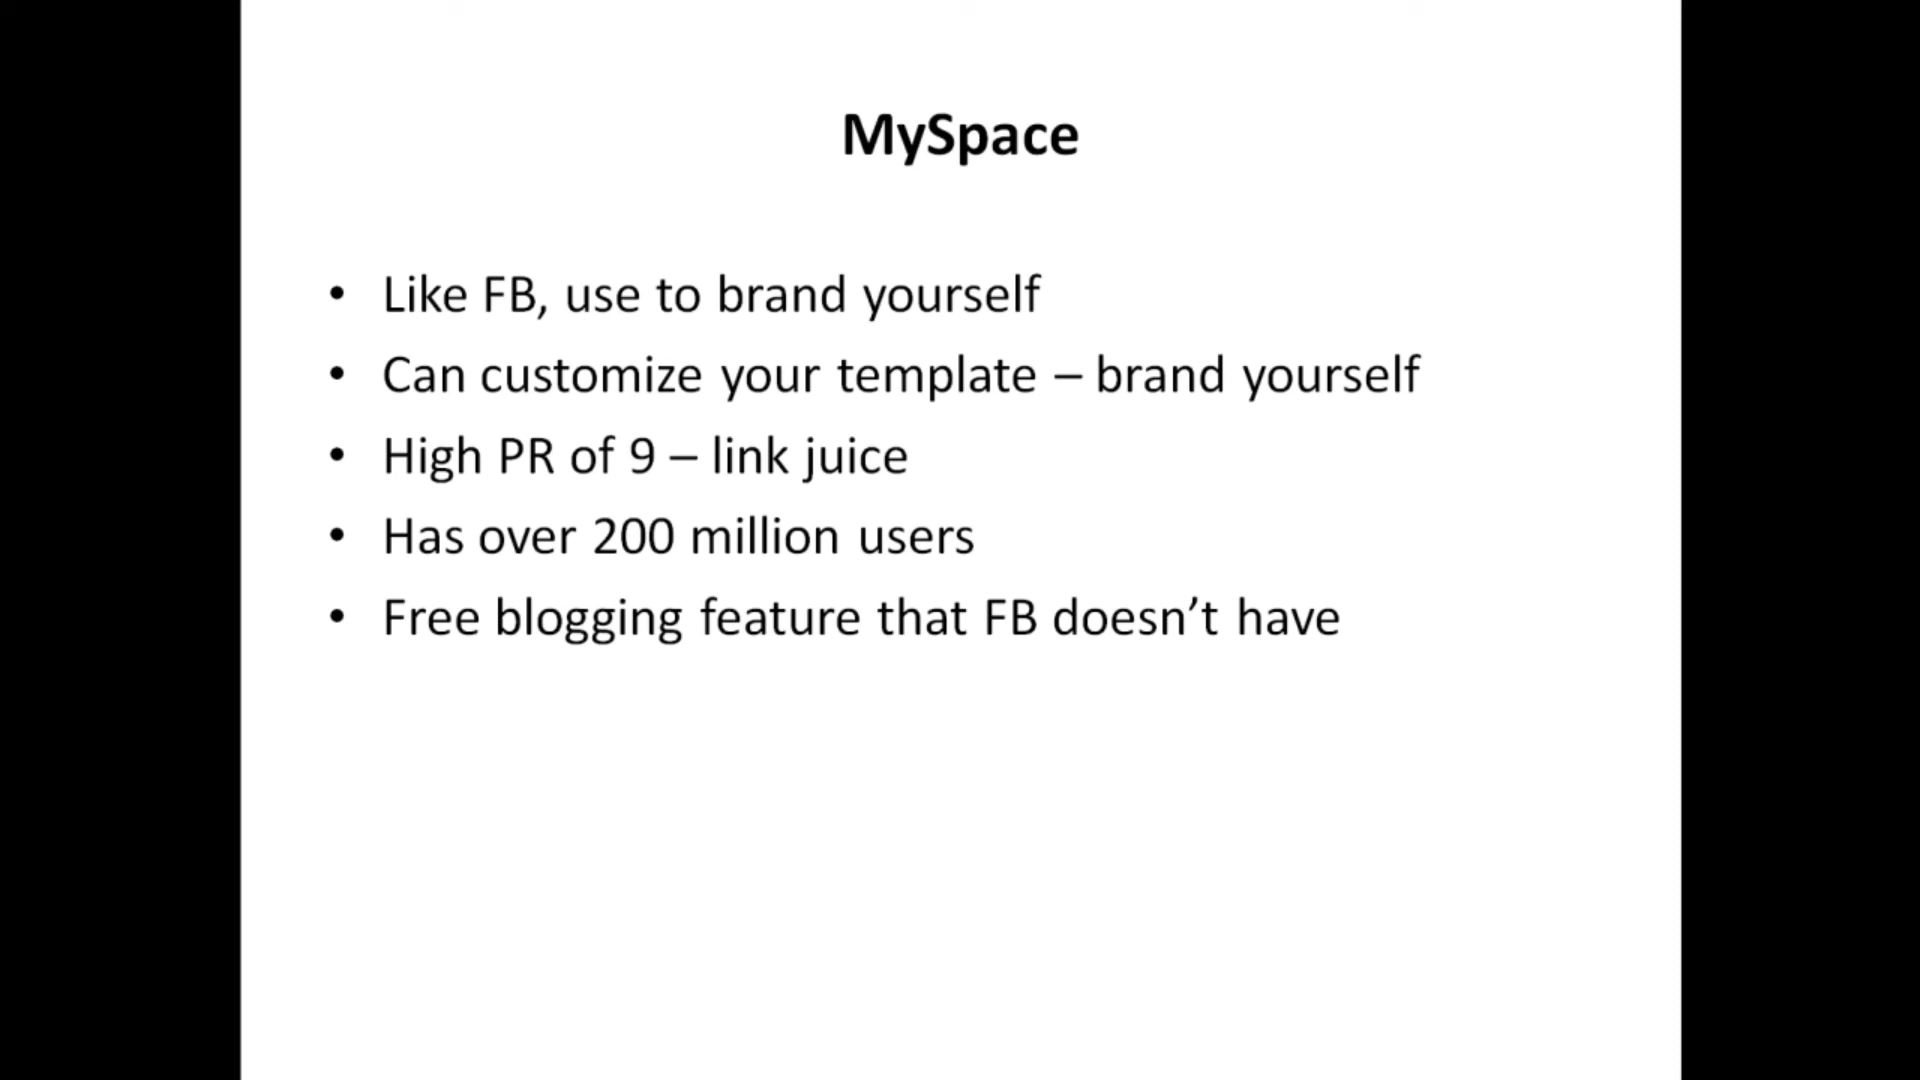 MySpace
• Like FB, use to brand yourself
• Can customize your template – brand yourself
• High PR of 9 – link juice
• Has over 200 million users
• Free blogging feature that FB doesn’t have